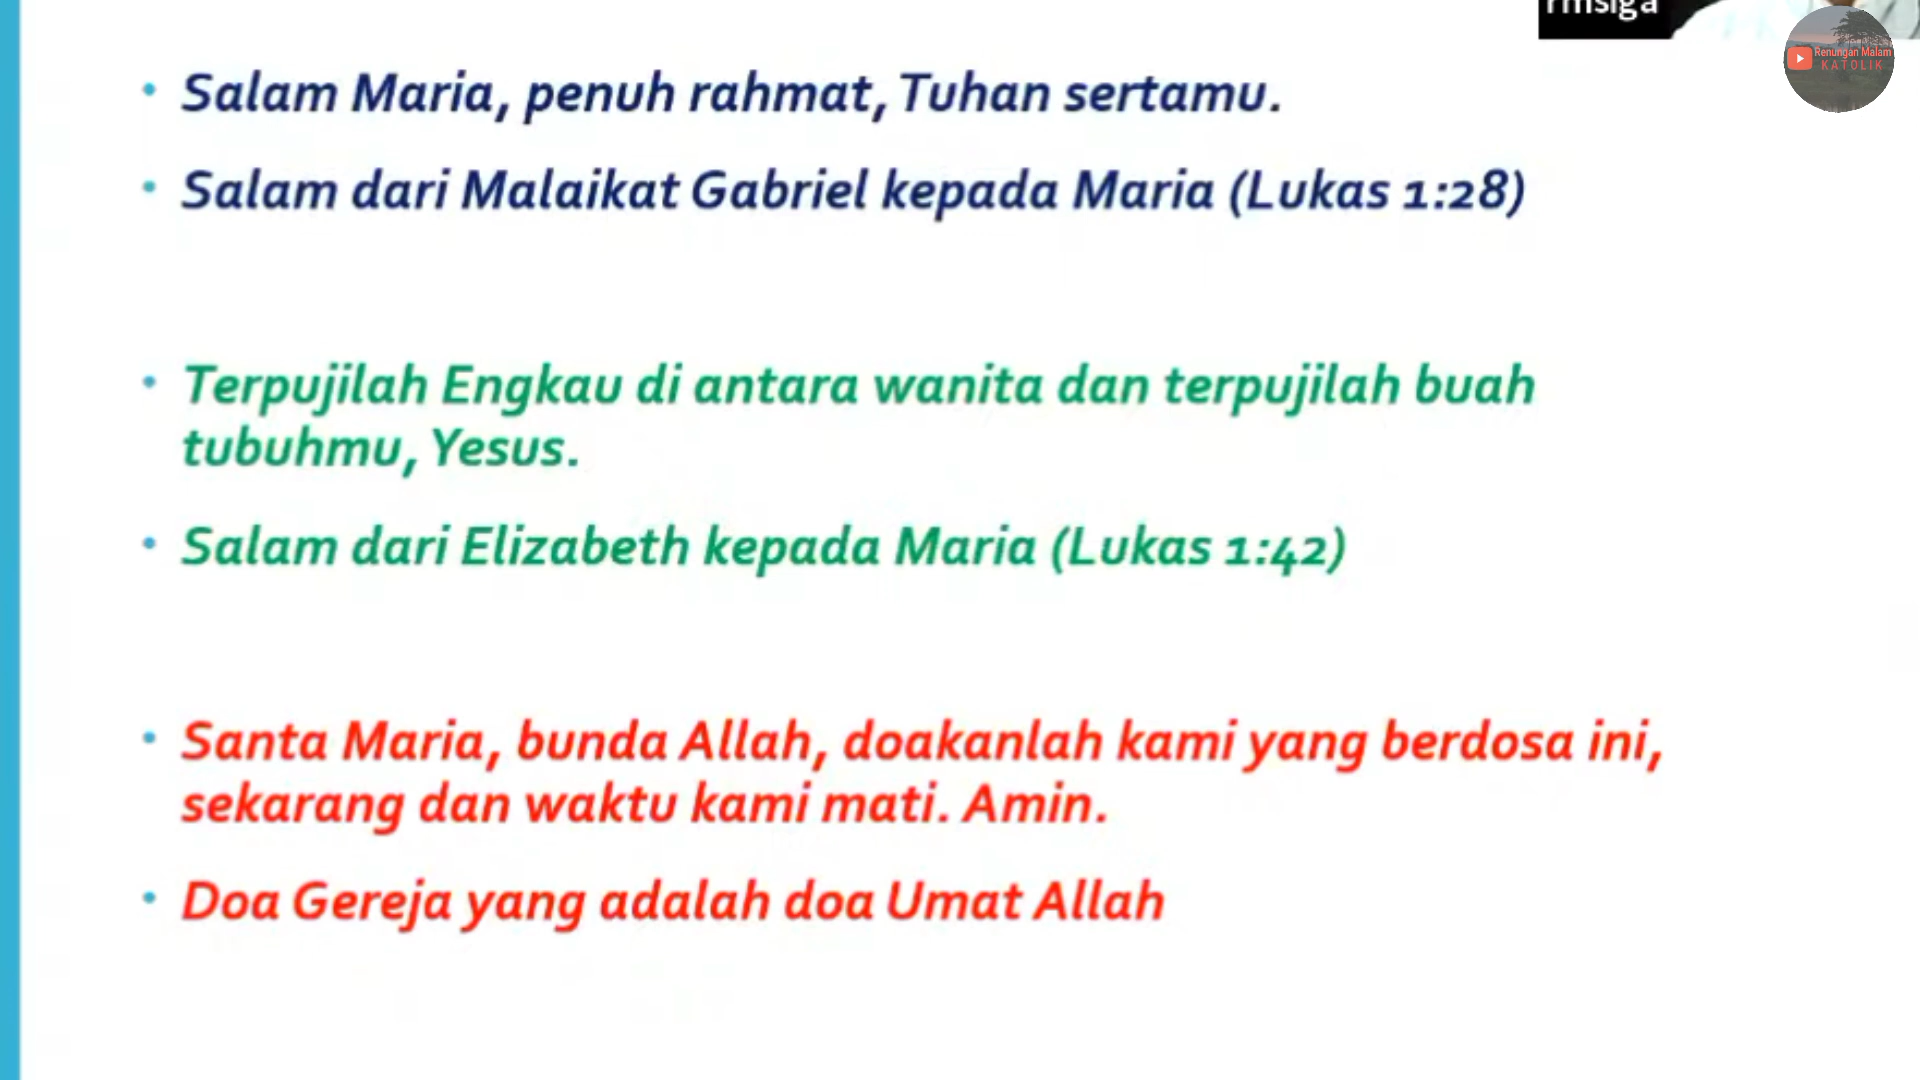 rmsiga
Renungan Malam
KATOLIK
• Salam Maria, penuh rahmat, Tuhan sertamu.
• Salam dari Malaikat Gabriel kepada Maria (Lukas 1:28)
• Terpujilah Engkau di antara wanita dan terpujilah buah
tubuhmu, Yesus.
• Salam dari Elizabeth kepada Maria (Lukas 1:42)
• Santa Maria, bunda Allah, doakanlah kami yang berdosa ini,
sekarang dan waktu kami mati. Amin.
• Doa Gereja yang adalah doa Umat Allah